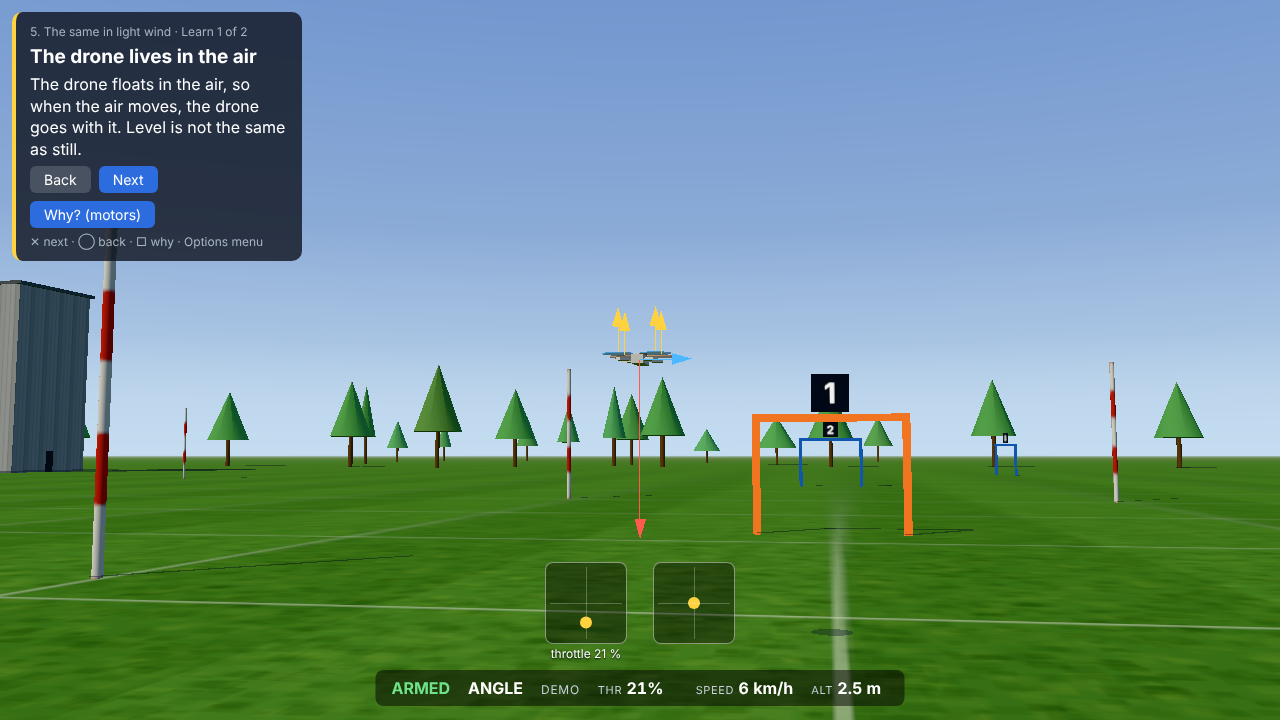 5. The same in light wind · Learn 1 of 2
The drone lives in the air
The drone floats in the air, so
when the air moves, the drone
goes with it. Level is not the same
as still.
Back Next
Why? (motors)
✕ next · ◯ back · □ why · Options menu
1
2
throttle 21 %
ARMED ANGLE DEMO THR 21% SPEED 6 km/h ALT 2.5 m